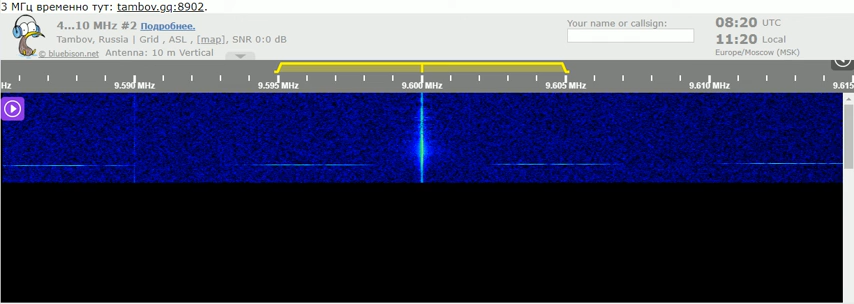 3 МГц временно тут: tambov.gq:8902.
4...10 MHz #2 Подробнее.
Tambov, Russia | Grid , ASL , [map], SNR 0:0 dB
© bluebison.net Antenna: 10 m Vertical
Your name or callsign:
08:20 UTC
11:20 Local
Europe/Moscow (MSK)
Hz 9.590 MHz 9.595 MHz 9.600 MHz 9.605 MHz 9.610 MHz 9.615